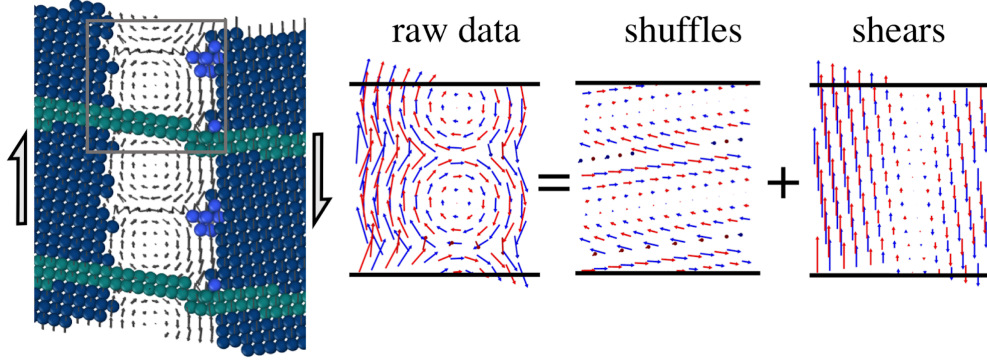 raw data
shuffles
shears
=
+